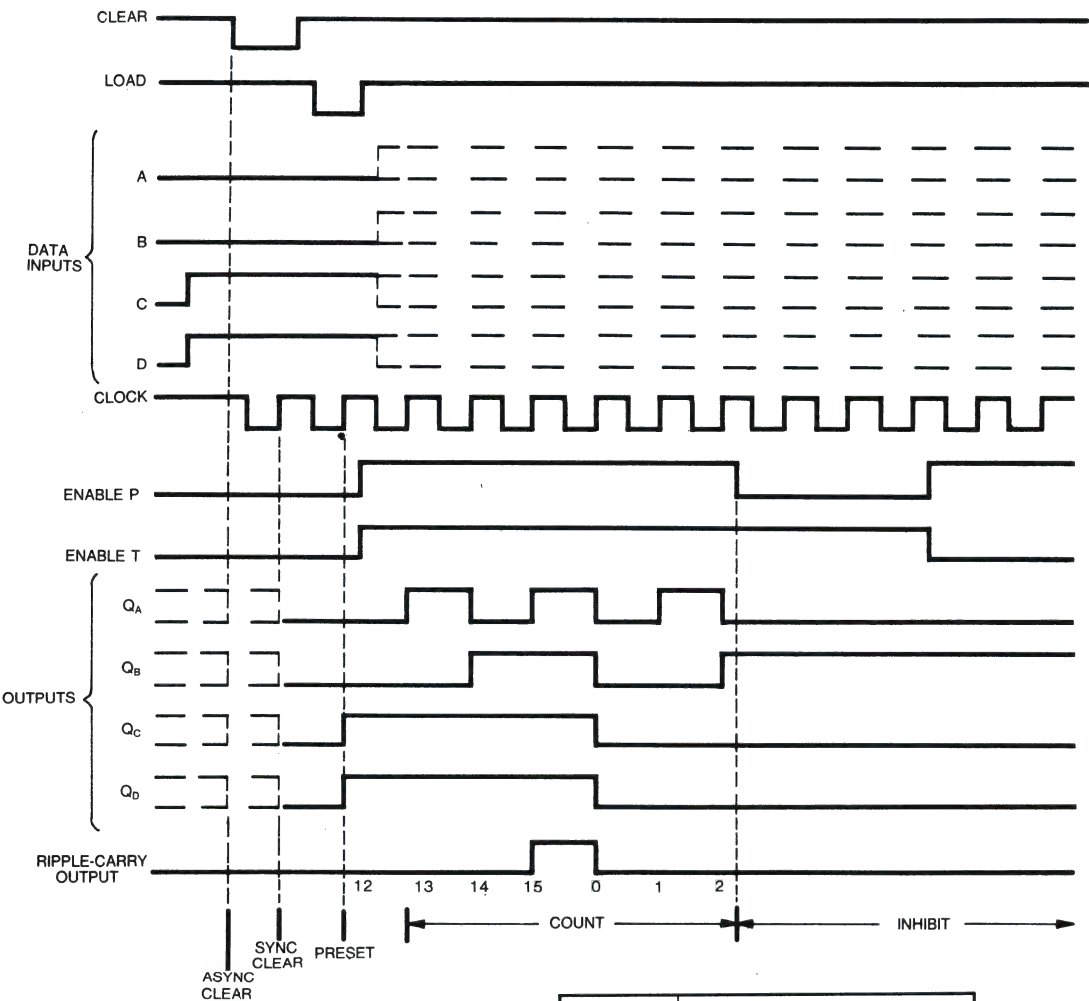 CLEAR
LOAD
DATA
INPUTS
A
B
C
D
CLOCK
ENABLE P
ENABLE T
OUTPUTS
QA
QB
QC
QD
RIPPLE-CARRY
OUTPUT
12 13 14 15 0 1 2
COUNT
INHIBIT
SYNC
CLEAR
PRESET
ASYNC
CLEAR